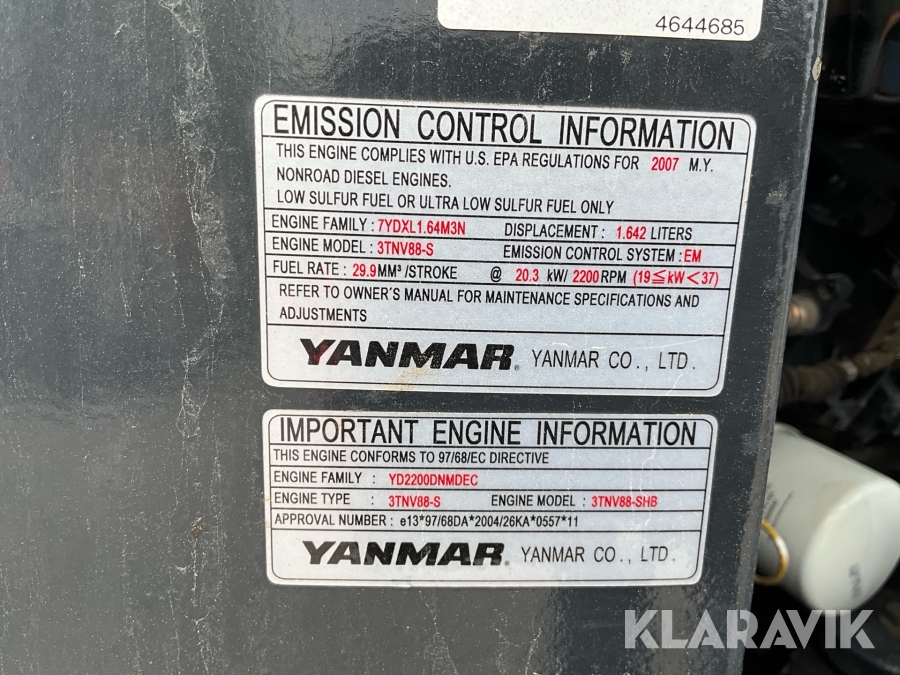 4644685
EMISSION CONTROL INFORMATION
THIS ENGINE COMPLIES WITH U.S. EPA REGULATIONS FOR 2007 M.Y.
NONROAD DIESEL ENGINES.
LOW SULFUR FUEL OR ULTRA LOW SULFUR FUEL ONLY
ENGINE FAMILY : 7YDXL1.64M3N DISPLACEMENT : 1.642 LITERS
ENGINE MODEL : 3TNV88-S EMISSION CONTROL SYSTEM : EM
FUEL RATE : 29.9MM³/STROKE @ 20.3 kW/ 2200RPM (19≦kW<37)
REFER TO OWNER'S MANUAL FOR MAINTENANCE SPECIFICATIONS AND
ADJUSTMENTS
YANMAR® YANMAR CO., LTD.
IMPORTANT ENGINE INFORMATION
THIS ENGINE CONFORMS TO 97/68/EC DIRECTIVE
ENGINE FAMILY : YD2200DNMDEC
ENGINE TYPE : 3TNV88-S ENGINE MODEL : 3TNV88-SHB
APPROVAL NUMBER : e13*97/68DA*2004/26KA*0557*11
YANMAR® YANMAR CO., LTD.
KLARAVIK